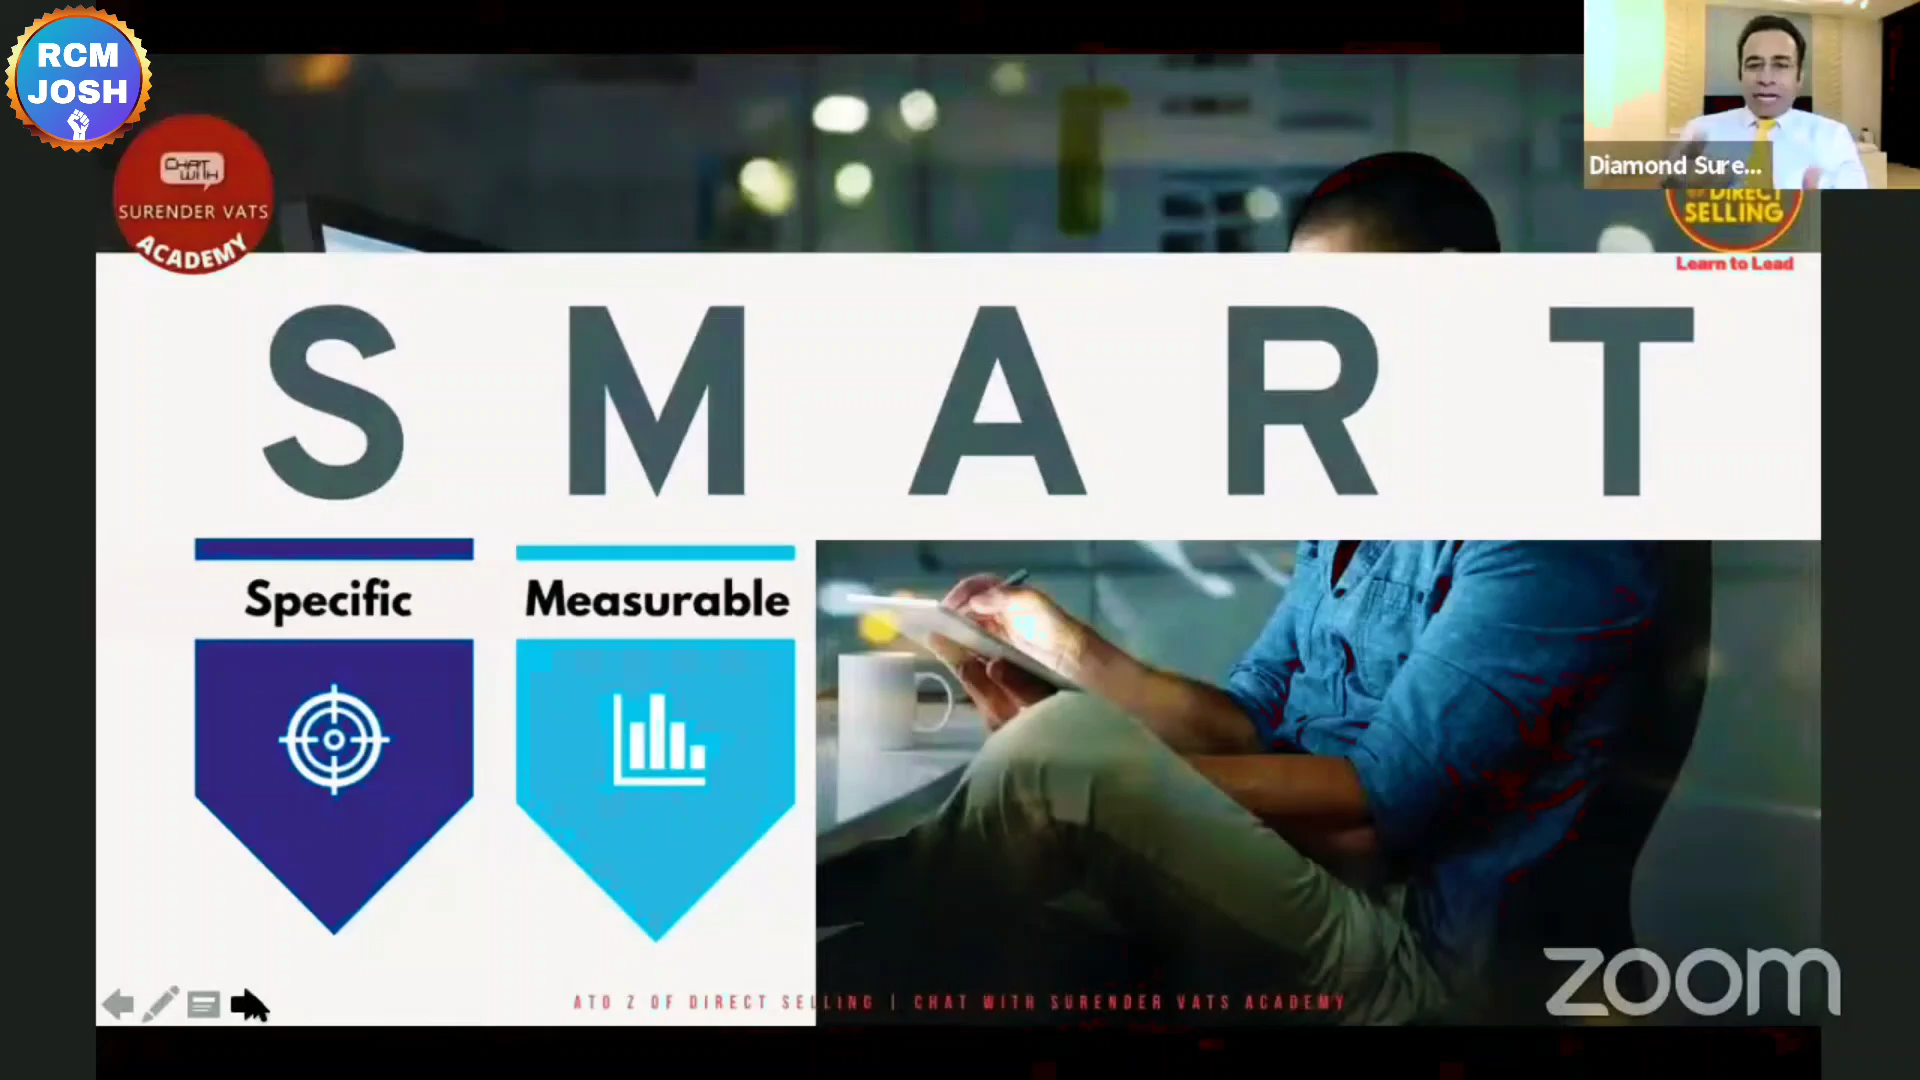 RCM
JOSH
CHAT
WITH
SURENDER VATS
ACADEMY
Diamond Sure...
DIRECT
SELLING
Learn to Lead
S M A R T
Specific
Measurable
A TO Z OF DIRECT SELLING | CHAT WITH SURENDER VATS ACADEMY
zoom